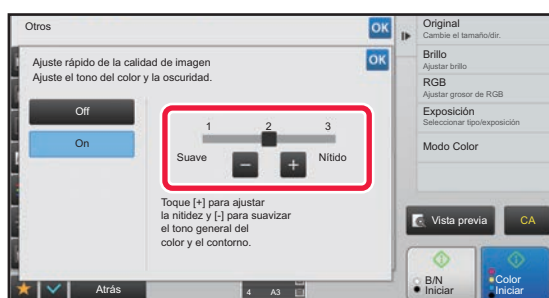 Otros
OK
Ajuste rápido de la calidad de imagen
Ajuste el tono del color y la oscuridad.
OK
Off
On
1 2 3
Suave
Nítido
Toque [+] para ajustar
la nitidez y [-] para suavizar
el tono general del
color y el contorno.
Atrás
4 A3
Original
Cambie el tamaño/dir.
Brillo
Ajustar brillo
RGB
Ajustar grosor de RGB
Exposición
Seleccionar tipo/exposición
Modo Color
Vista previa
CA
B/N
Iniciar
Color
Iniciar